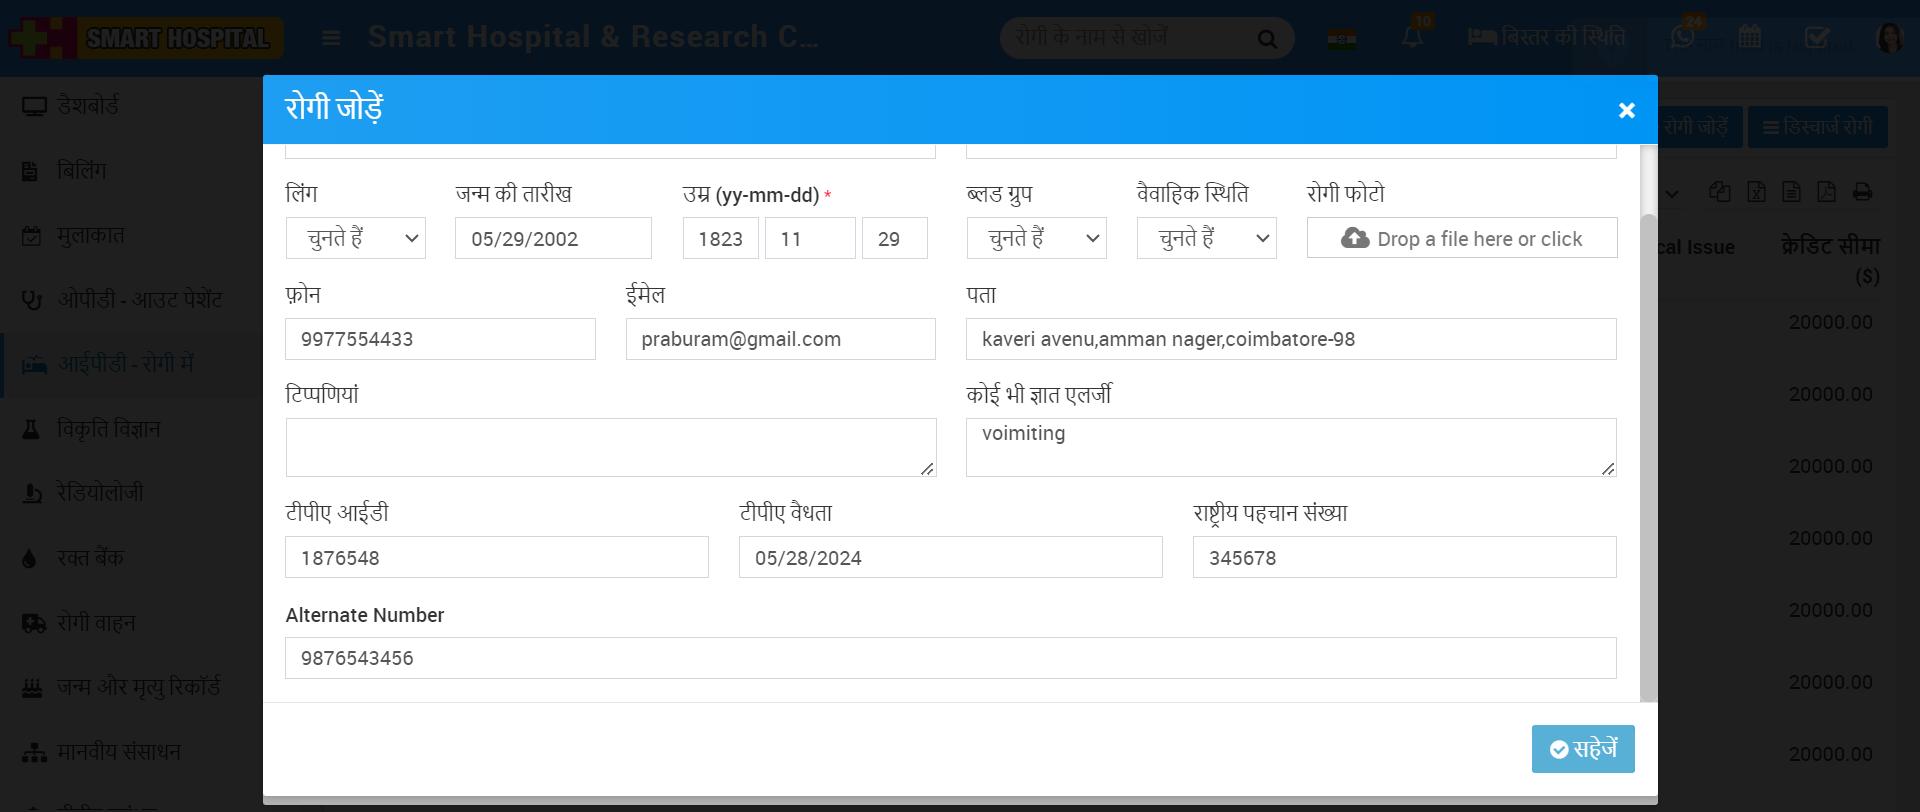 SMART HOSPITAL
Smart Hospital & Research C...
रोगी के नाम से खोजें
10
बिस्तर की स्थिति
24
डैशबोर्ड
बिलिंग
मुलाकात
ओपीडी - आउट पेशेंट
आईपीडी - रोगी में
विकृति विज्ञान
रेडियोलोजी
रक्त बैंक
रोगी वाहन
जन्म और मृत्यु रिकॉर्ड
मानवीय संसाधन
रोगी जोड़ें
डिस्चार्ज रोगी
cal Issue
क्रेडिट सीमा
($)
20000.00
20000.00
20000.00
20000.00
20000.00
20000.00
20000.00
रोगी जोड़ें
लिंग जन्म की तारीख उम्र (yy-mm-dd) * ब्लड ग्रुप वैवाहिक स्थिति रोगी फोटो
चुनते हैं 05/29/2002 1823 11 29 चुनते हैं चुनते हैं Drop a file here or click
फ़ोन ईमेल पता
9977554433 praburam@gmail.com kaveri avenu,amman nager,coimbatore-98
टिप्पणियां कोई भी ज्ञात एलर्जी
voimiting
टीपीए आईडी टीपीए वैधता राष्ट्रीय पहचान संख्या
1876548 05/28/2024 345678
Alternate Number
9876543456
सहेजें